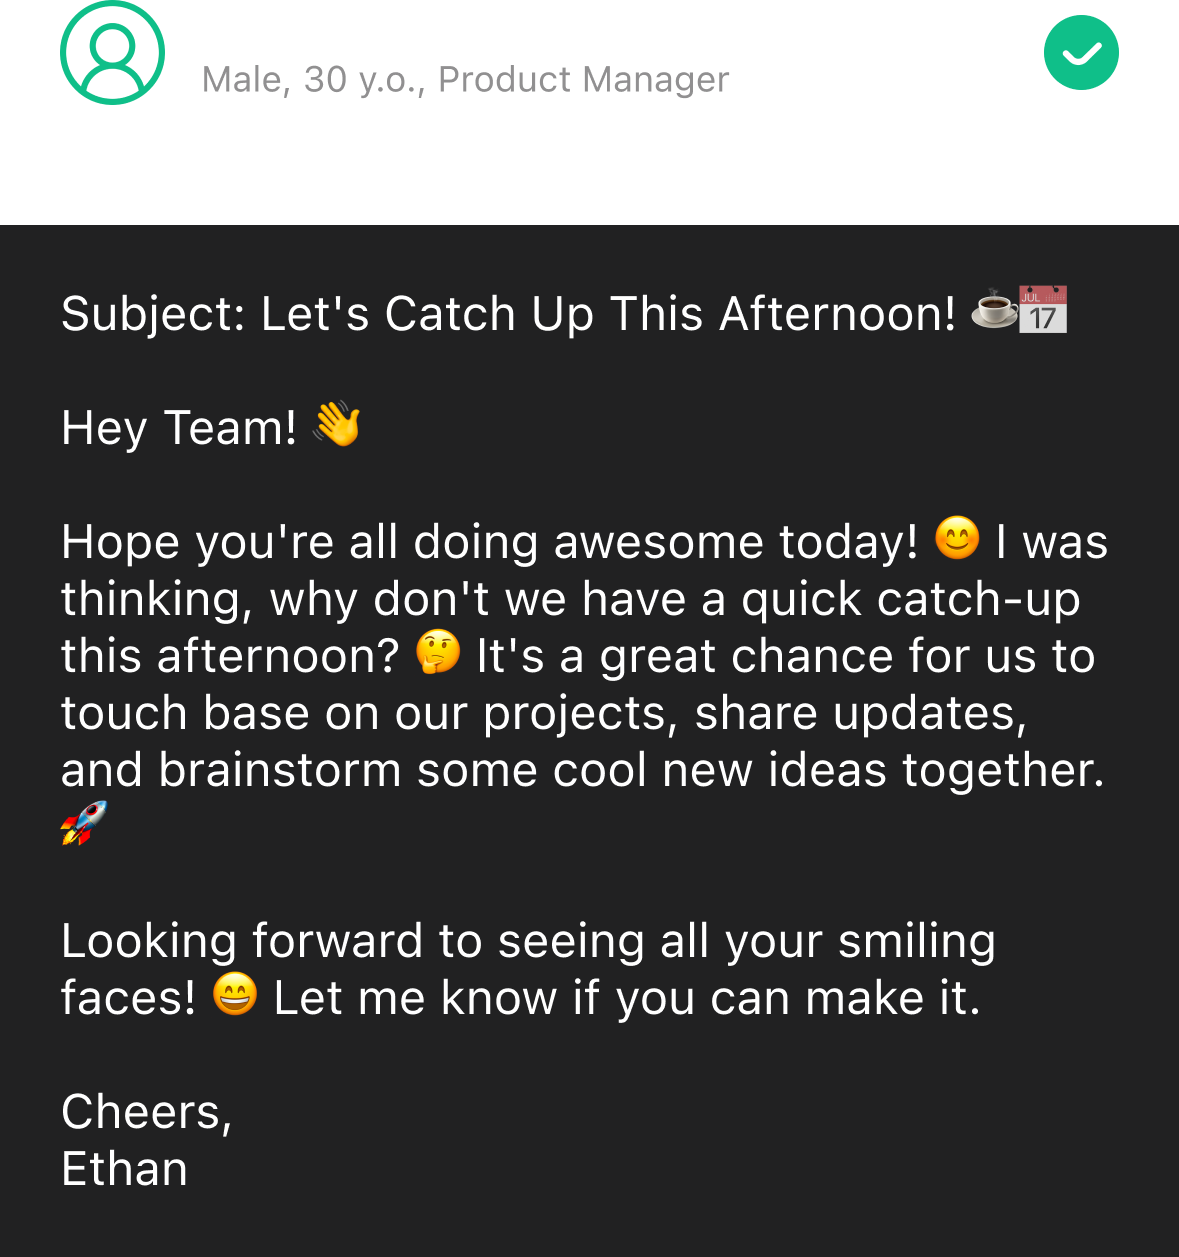 Male, 30 y.o., Product Manager
Subject: Let's Catch Up This Afternoon! ☕📅
Hey Team! 👋
Hope you're all doing awesome today! 😊 I was
thinking, why don't we have a quick catch-up
this afternoon? 🤔 It's a great chance for us to
touch base on our projects, share updates,
and brainstorm some cool new ideas together.
🚀
Looking forward to seeing all your smiling
faces! 😄 Let me know if you can make it.
Cheers,
Ethan